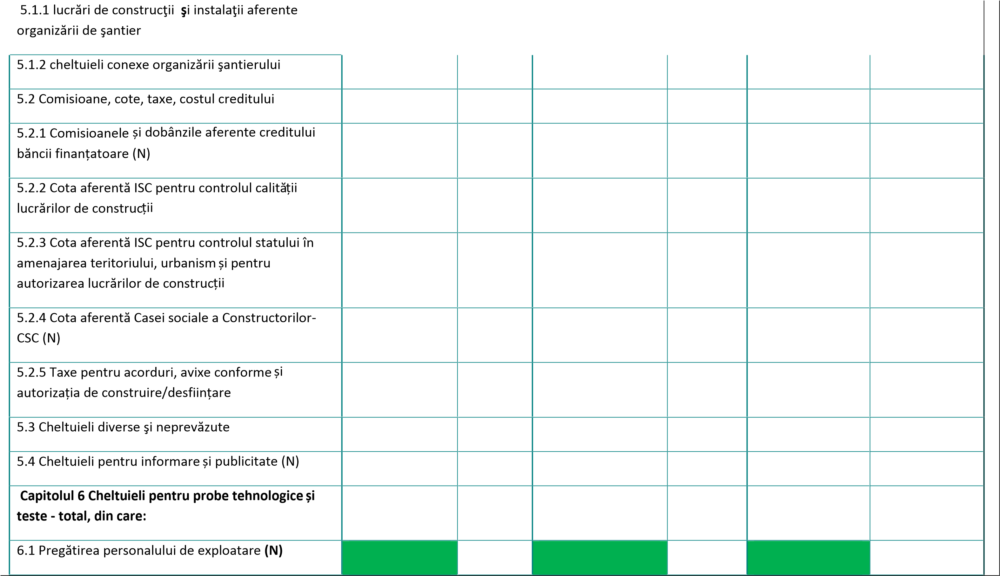 5.1.1 lucrări de construcţii şi instalaţii aferente
organizării de şantier
5.1.2 cheltuieli conexe organizării şantierului
5.2 Comisioane, cote, taxe, costul creditului
5.2.1 Comisioanele și dobânzile aferente creditului
băncii finanțatoare (N)
5.2.2 Cota aferentă ISC pentru controlul calității
lucrărilor de construcții
5.2.3 Cota aferentă ISC pentru controlul statului în
amenajarea teritoriului, urbanism și pentru
autorizarea lucrărilor de construcții
5.2.4 Cota aferentă Casei sociale a Constructorilor-
CSC (N)
5.2.5 Taxe pentru acorduri, avixe conforme și
autorizația de construire/desființare
5.3 Cheltuieli diverse şi neprevăzute
5.4 Cheltuieli pentru informare și publicitate (N)
Capitolul 6 Cheltuieli pentru probe tehnologice și
teste - total, din care:
6.1 Pregătirea personalului de exploatare (N)